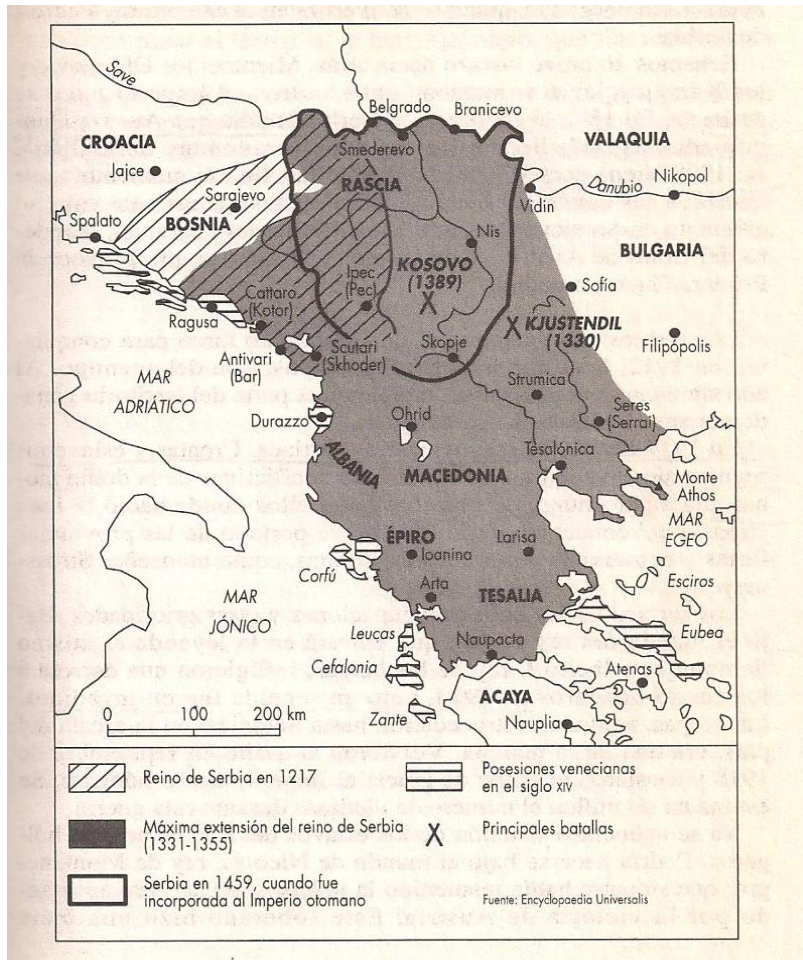 Save
Belgrado
Branicevo
CROACIA
VALAQUIA
Smederevo
Jajce
RASCIA
Danubio
Nikopol
Sarajevo
Vidin
Spalato
BOSNIA
Nis
BULGARIA
KOSOVO
(1389)
Ipec
(Pec)
Sofía
Cattaro
(Kotor)
KJUSTENDIL
(1330)
Ragusa
Filipópolis
Antivari
(Bar)
Scutari
(Skhoder)
Skopje
Strumica
MAR
ADRIÁTICO
Durazzo
Ohrid
Seres
(Serrai)
ALBANIA
Tesalónica
MACEDONIA
Monte
Athos
MAR
EGEO
ÉPIRO
Ioanina
Larisa
Corfú
Esciros
Arta
TESALIA
MAR
JÓNICO
Leucas
Eubea
Naupacta
Cefalonia
Atenas
ACAYA
Zante
Nauplia
0 100 200 km
Reino de Serbia en 1217
Posesiones venecianas
en el siglo XIV
Máxima extensión del reino de Serbia
(1331-1355)
Principales batallas
Serbia en 1459, cuando fue
incorporada al Imperio otomano
Fuente: Encyclopaedia Universalis